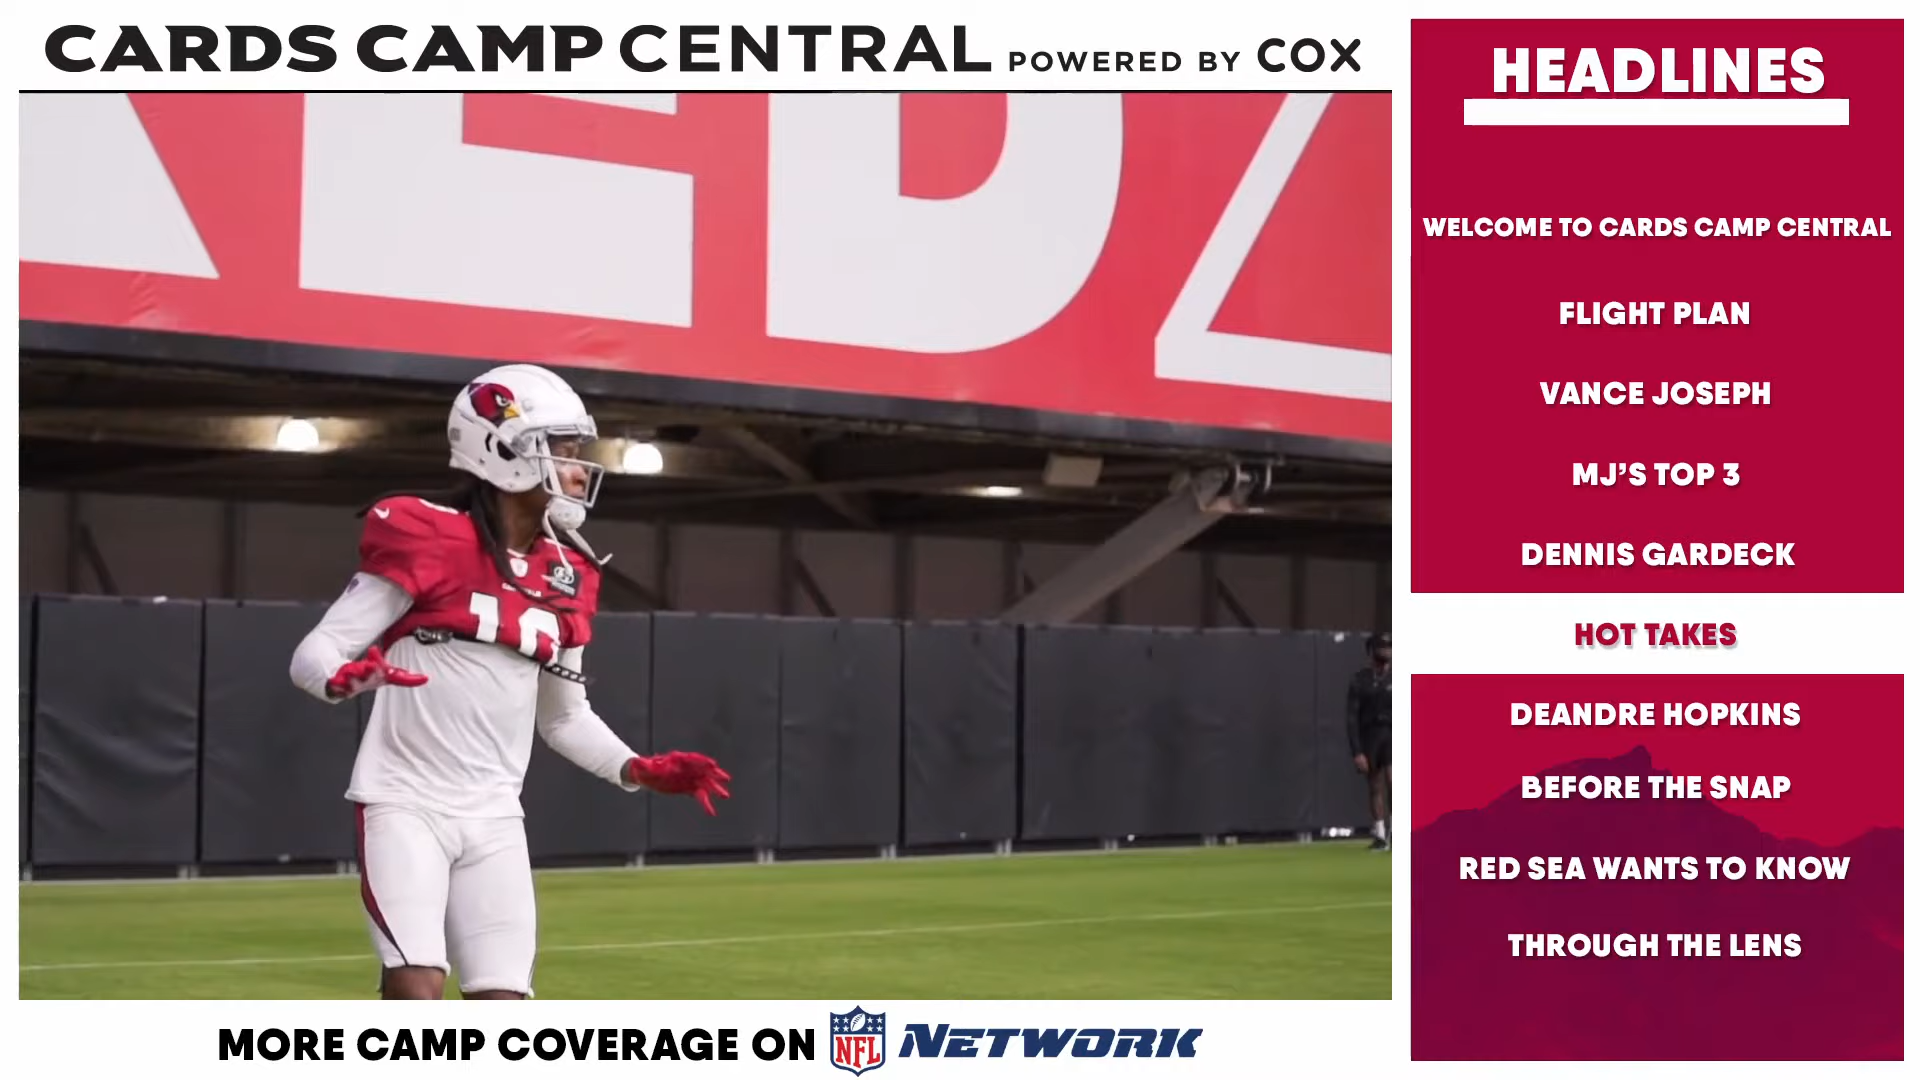 CARDS CAMP CENTRAL POWERED BY COX
HEADLINES
WELCOME TO CARDS CAMP CENTRAL
FLIGHT PLAN
VANCE JOSEPH
MJ'S TOP 3
DENNIS GARDECK
HOT TAKES
DEANDRE HOPKINS
BEFORE THE SNAP
RED SEA WANTS TO KNOW
THROUGH THE LENS
10
MORE CAMP COVERAGE ON NFL NETWORK